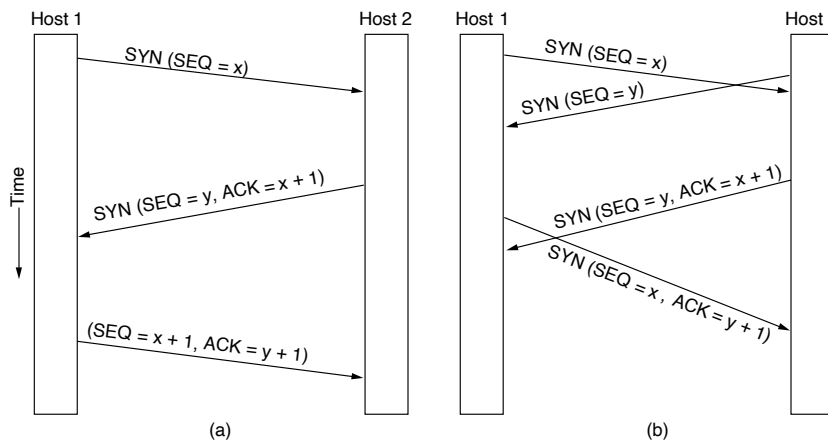 Host 1
Host 2
SYN (SEQ = x)
SYN (SEQ = y, ACK = x + 1)
(SEQ = x + 1, ACK = y + 1)
Time
(a)
Host 1
Host
SYN (SEQ = x)
SYN (SEQ = y)
SYN (SEQ = y, ACK = x + 1)
SYN (SEQ = x, ACK = y + 1)
(b)